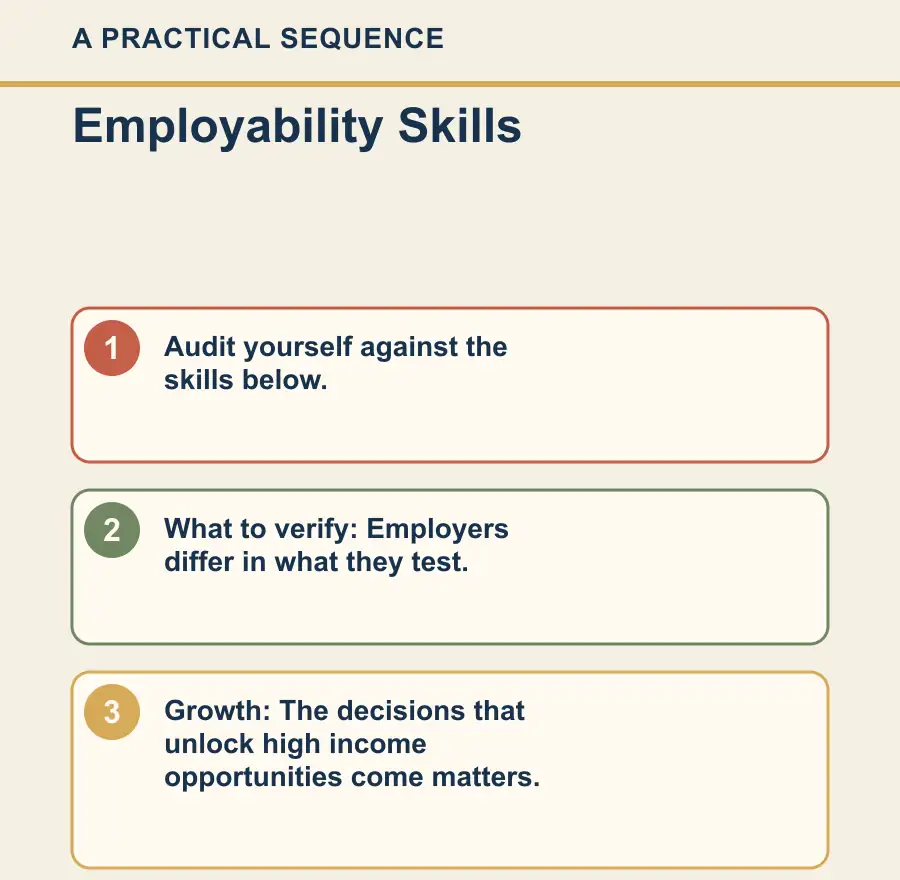 A PRACTICAL SEQUENCE
Employability Skills
1
Audit yourself against the
skills below.
2
What to verify: Employers
differ in what they test.
3
Growth: The decisions that
unlock high income
opportunities come matters.